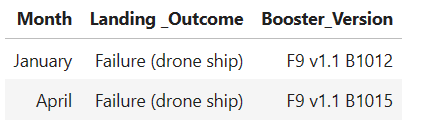 Month Landing _Outcome Booster_Version
January Failure (drone ship) F9 v1.1 B1012
April Failure (drone ship) F9 v1.1 B1015